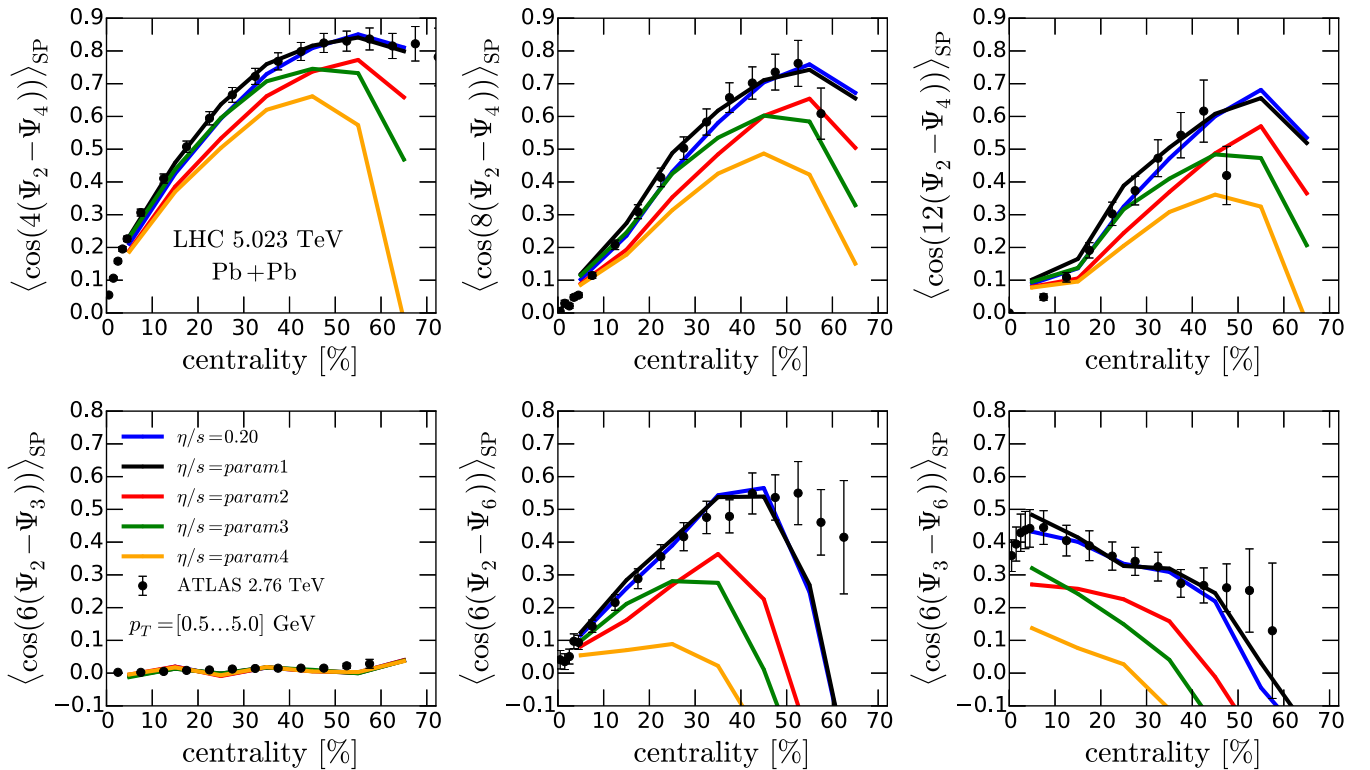 ⟨cos(4(Ψ₂−Ψ₄))⟩SP
0.9
0.8
0.7
0.6
0.5
0.4
0.3
0.2
0.1
0.0
LHC 5.023 TeV
Pb+Pb
0 10 20 30 40 50 60 70
centrality [%]
⟨cos(8(Ψ₂−Ψ₄))⟩SP
0.9
0.8
0.7
0.6
0.5
0.4
0.3
0.2
0.1
0.0
0 10 20 30 40 50 60 70
centrality [%]
⟨cos(12(Ψ₂−Ψ₄))⟩SP
0.9
0.8
0.7
0.6
0.5
0.4
0.3
0.2
0.1
0.0
0 10 20 30 40 50 60 70
centrality [%]
⟨cos(6(Ψ₂−Ψ₃))⟩SP
0.8
0.7
0.6
0.5
0.4
0.3
0.2
0.1
0.0
−0.1
η/s=0.20
η/s=param1
η/s=param2
η/s=param3
η/s=param4
ATLAS 2.76 TeV
p_T=[0.5...5.0] GeV
0 10 20 30 40 50 60 70
centrality [%]
⟨cos(6(Ψ₂−Ψ₆))⟩SP
0.8
0.7
0.6
0.5
0.4
0.3
0.2
0.1
0.0
−0.1
0 10 20 30 40 50 60 70
centrality [%]
⟨cos(6(Ψ₃−Ψ₆))⟩SP
0.8
0.7
0.6
0.5
0.4
0.3
0.2
0.1
0.0
−0.1
0 10 20 30 40 50 60 70
centrality [%]